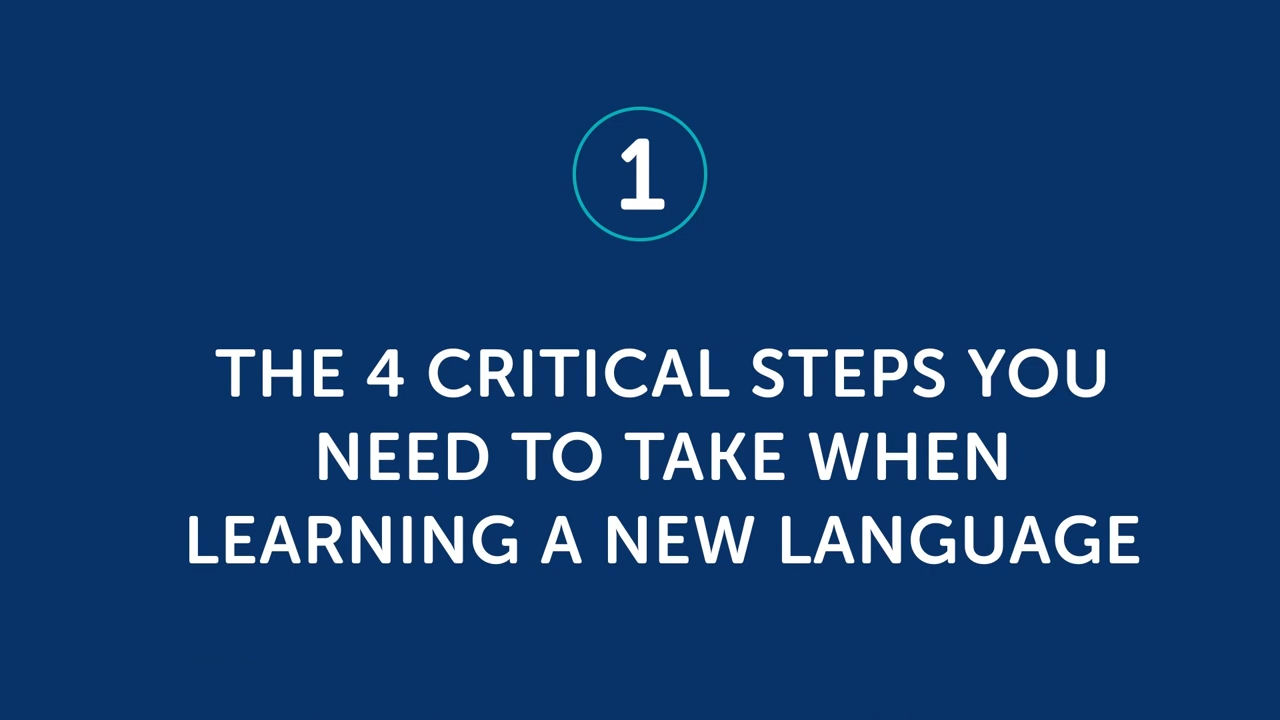 1
THE 4 CRITICAL STEPS YOU
NEED TO TAKE WHEN
LEARNING A NEW LANGUAGE